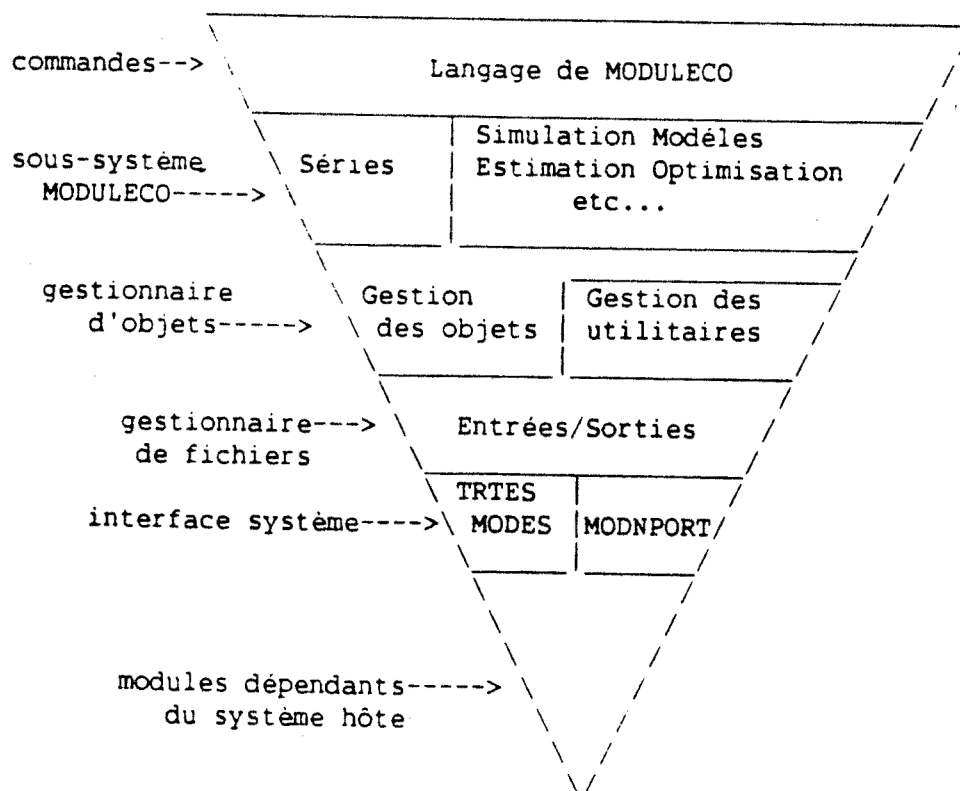 commandes-->
Langage de MODULECO
sous-système
MODULECO----->
Séries
Simulation Modéles
Estimation Optimisation
etc...
gestionnaire
d'objets----->
Gestion
des objets
Gestion des
utilitaires
gestionnaire--->
de fichiers
Entrées/Sorties
interface système---->
TRTES
MODES
MODNPORT
modules dépendants----->
du système hôte